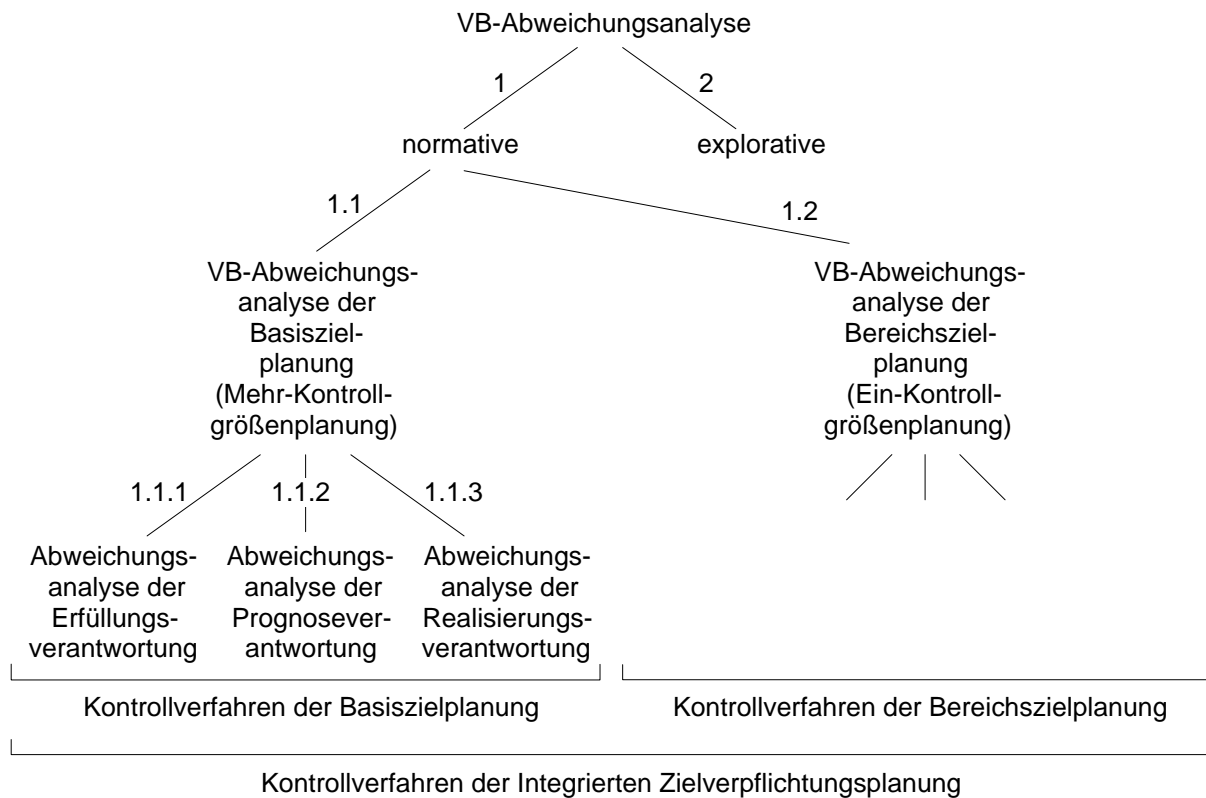 VB-Abweichungsanalyse
1
2
normative
explorative
1.1
1.2
VB-Abweichungs-
analyse der
Basisziel-
planung
(Mehr-Kontroll-
größenplanung)
VB-Abweichungs-
analyse der
Bereichsziel-
planung
(Ein-Kontroll-
größenplanung)
1.1.1
1.1.2
1.1.3
Abweichungs-
analyse der
Erfüllungs-
verantwortung
Abweichungs-
analyse der
Prognosever-
antwortung
Abweichungs-
analyse der
Realisierungs-
verantwortung
Kontrollverfahren der Basiszielplanung
Kontrollverfahren der Bereichszielplanung
Kontrollverfahren der Integrierten Zielverpflichtungsplanung